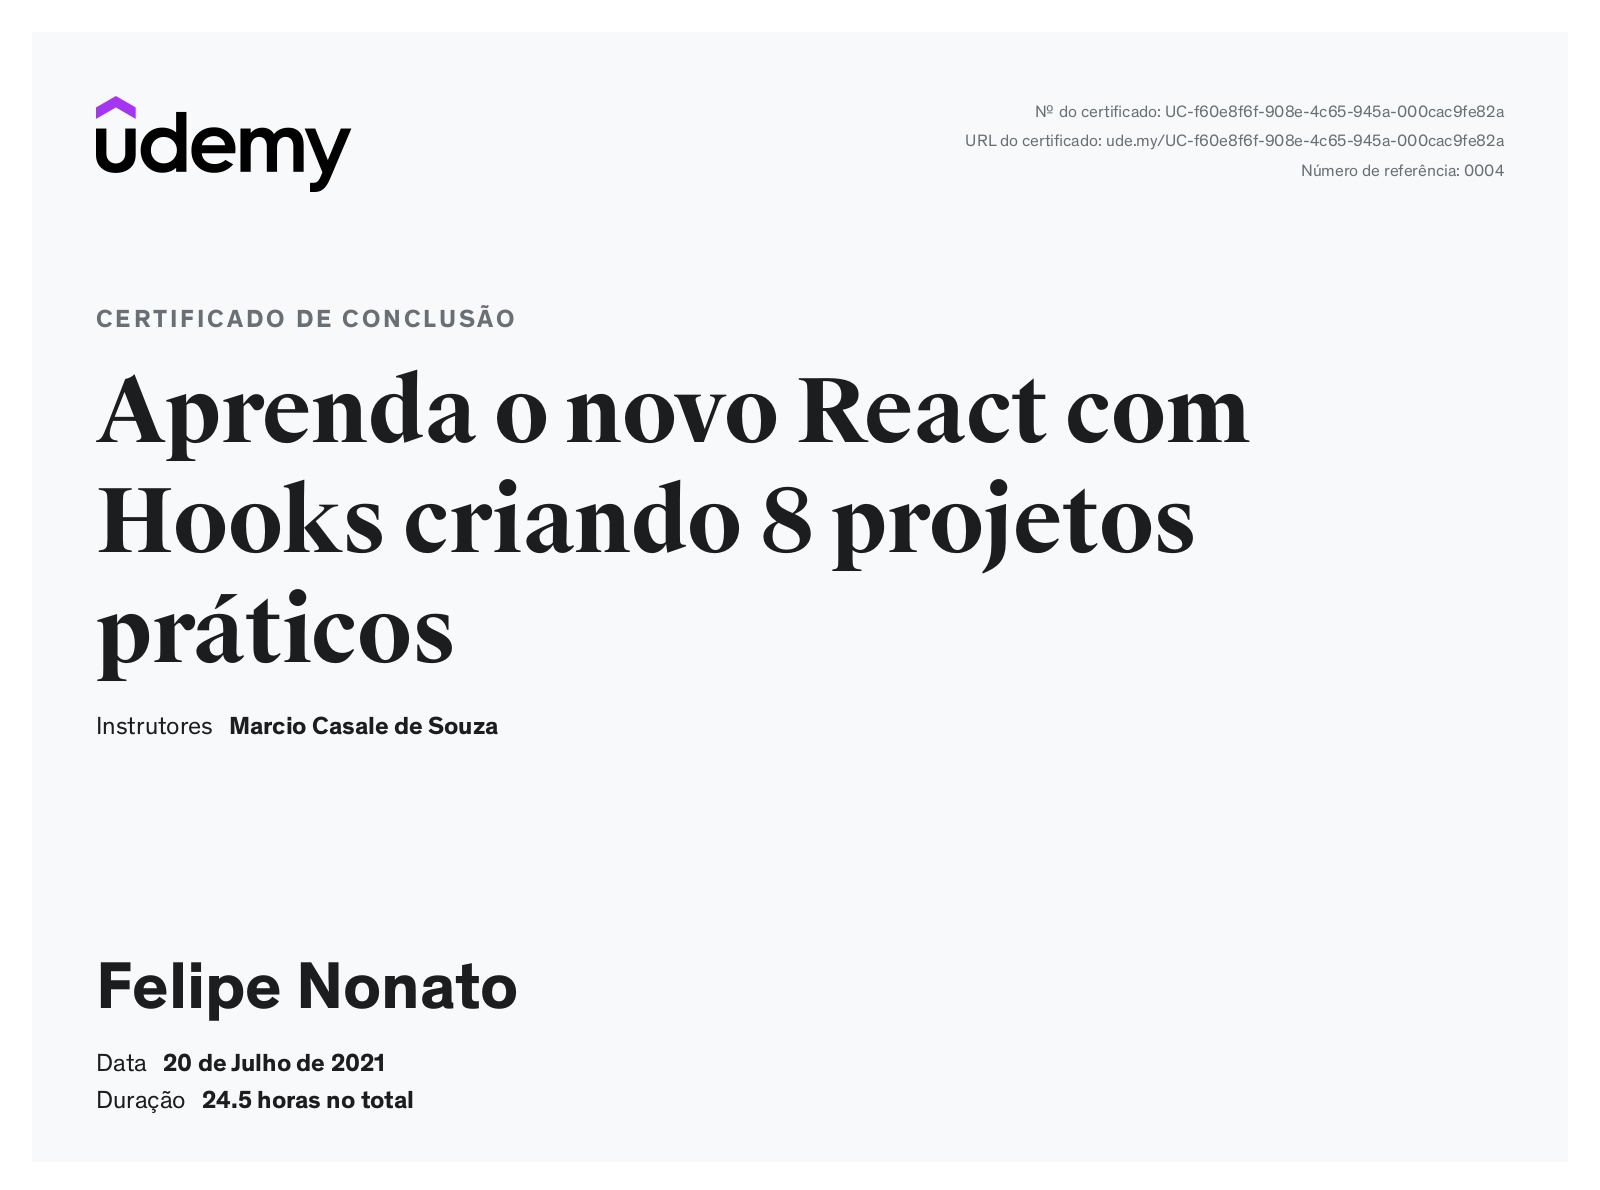 udemy
Nº do certificado: UC-f60e8f6f-908e-4c65-945a-000cac9fe82a
URL do certificado: ude.my/UC-f60e8f6f-908e-4c65-945a-000cac9fe82a
Número de referência: 0004
CERTIFICADO DE CONCLUSÃO
Aprenda o novo React com
Hooks criando 8 projetos
práticos
Instrutores Marcio Casale de Souza
Felipe Nonato
Data 20 de Julho de 2021
Duração 24.5 horas no total